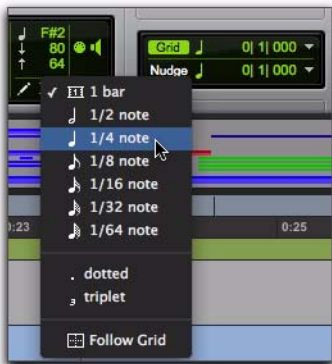 F#2
80
64
Grid 0| 1| 000
Nudge 0| 1| 000
✓ 1 bar
1/2 note
1/4 note
1/8 note
1/16 note
1/32 note
1/64 note
. dotted
3 triplet
Follow Grid
:23
0:25